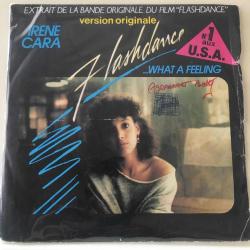 EXTRAIT DE LA BANDE ORIGINALE DU FILM "FLASHDANCE"
version originale
IRENE
CARA
N°1
aux
U.S.A.
Flashdance
...WHAT A FEELING